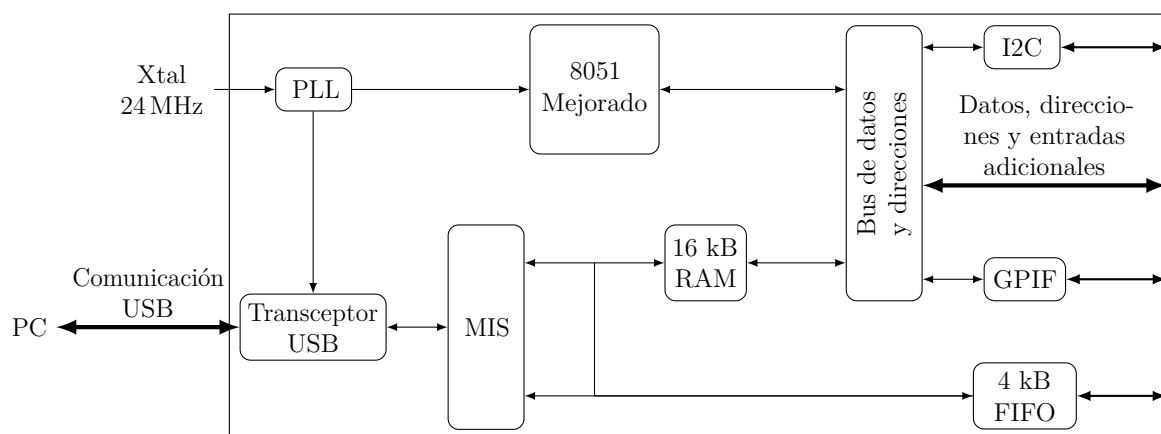 Xtal
24 MHz
PLL
8051
Mejorado
Bus de datos
y direcciones
I2C
Datos, direccio-
nes y entradas
adicionales
16 kB
RAM
GPIF
Comunicación
USB
PC
Transceptor
USB
MIS
4 kB
FIFO